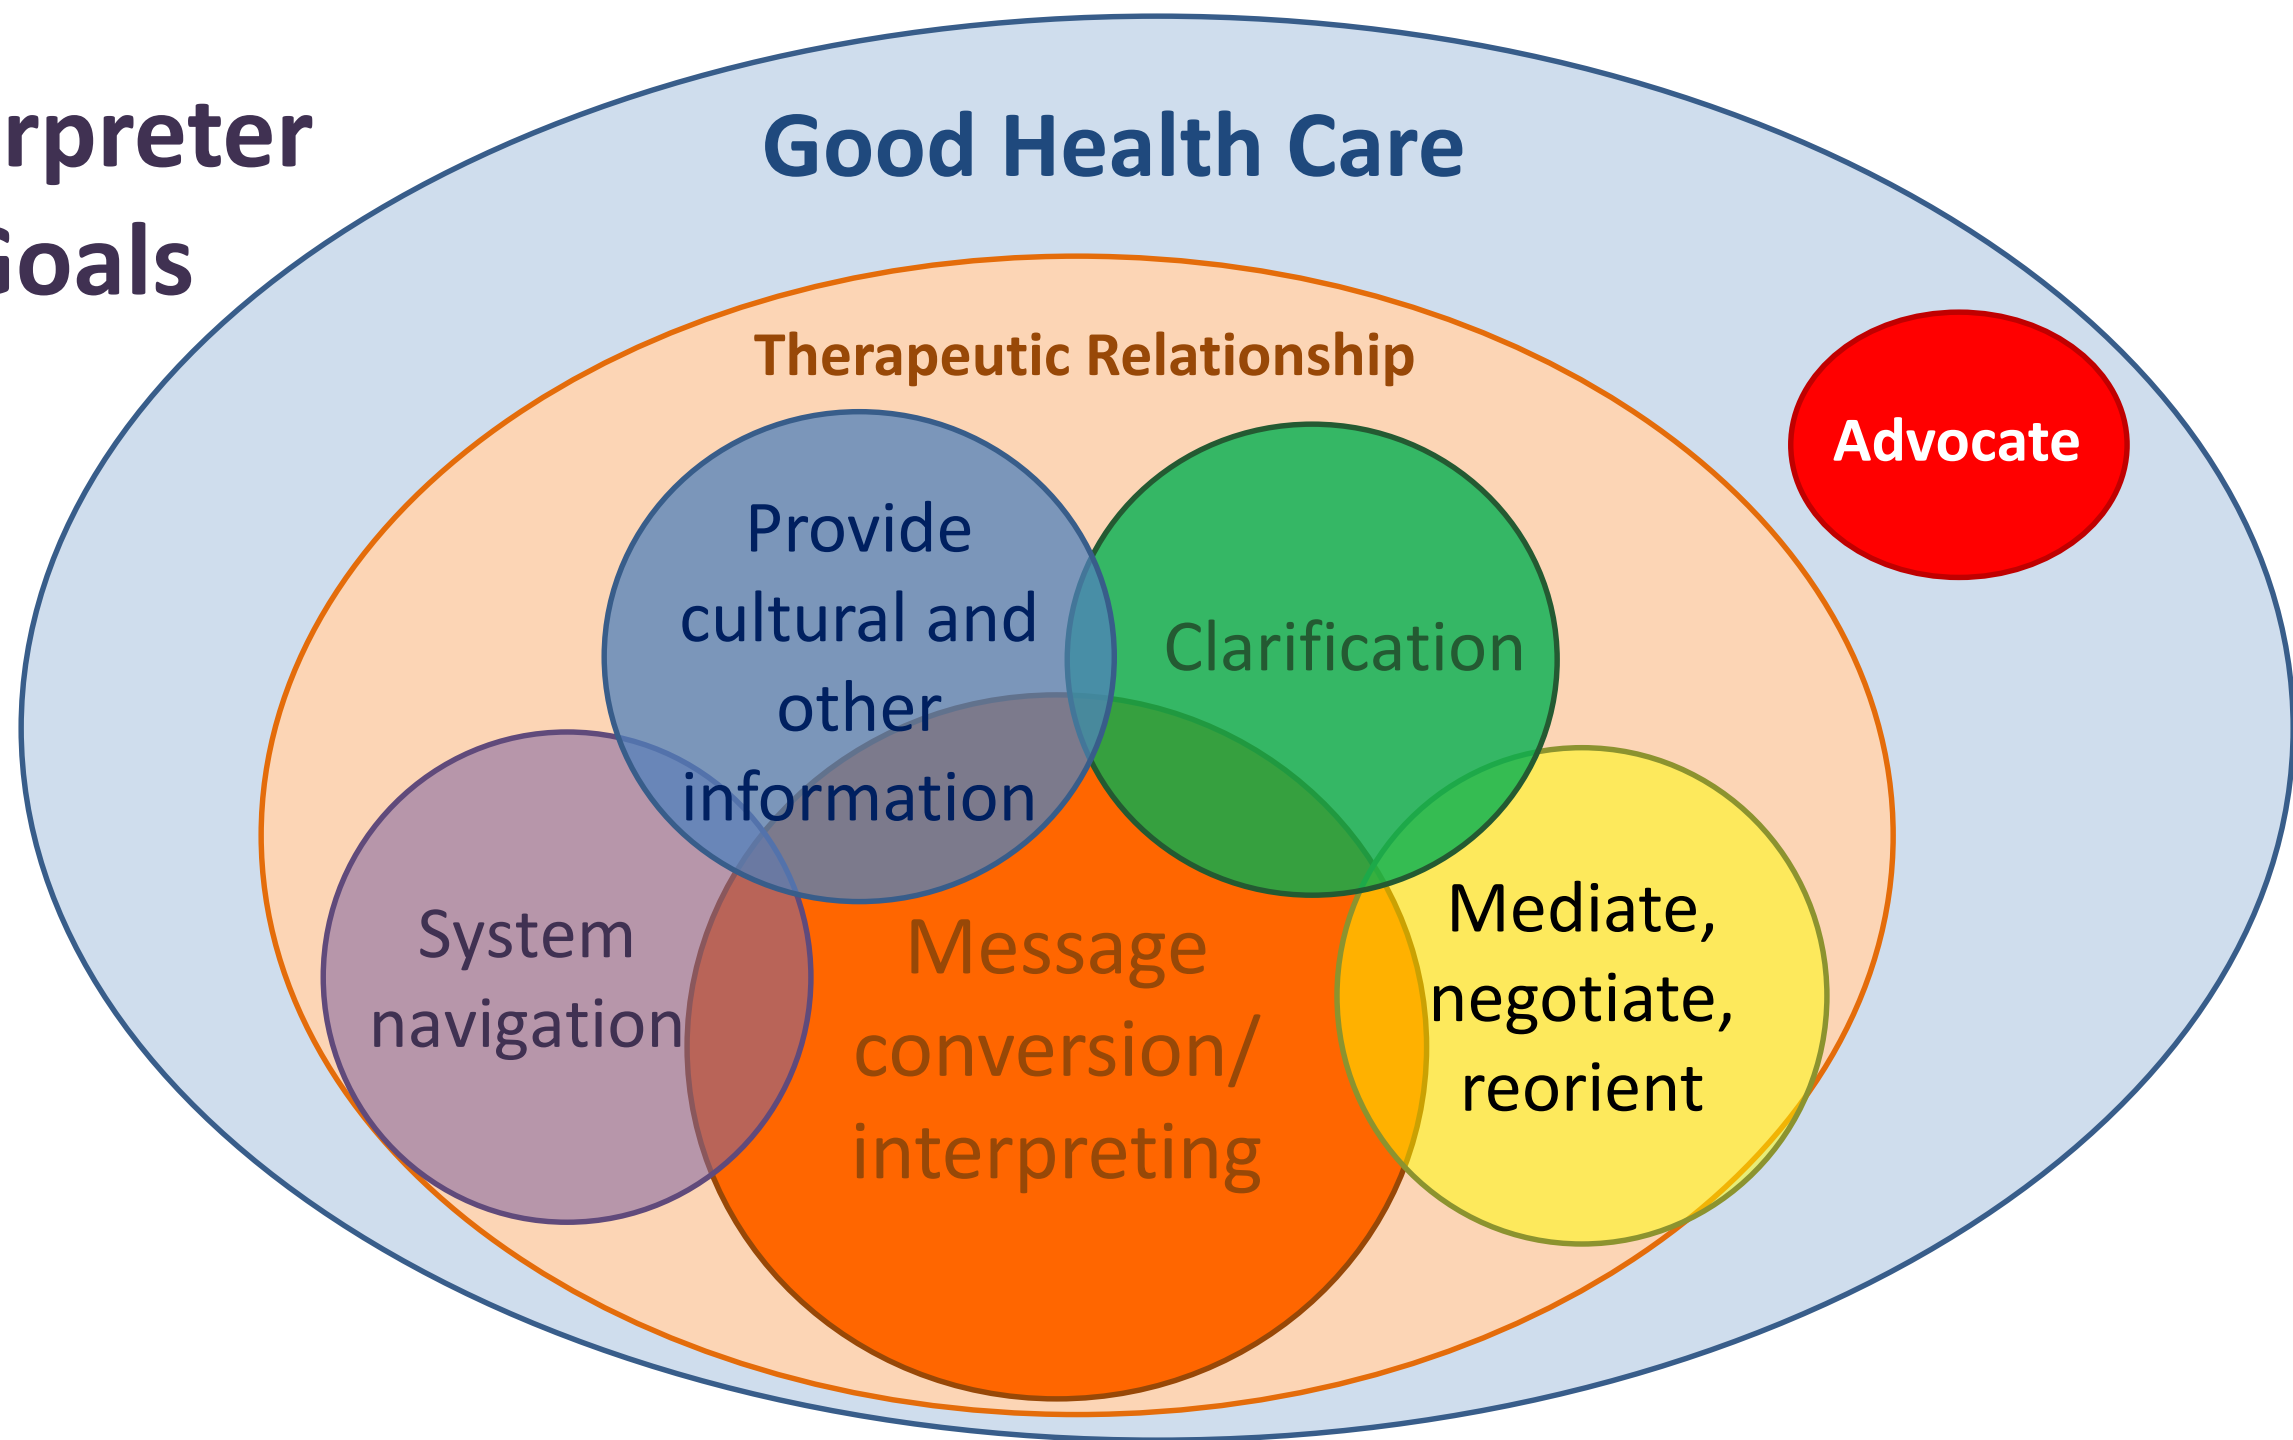 rpreter
Goals
Good Health Care
Therapeutic Relationship
Advocate
Provide
cultural and
other
information
Clarification
System
navigation
Message
conversion/
interpreting
Mediate,
negotiate,
reorient